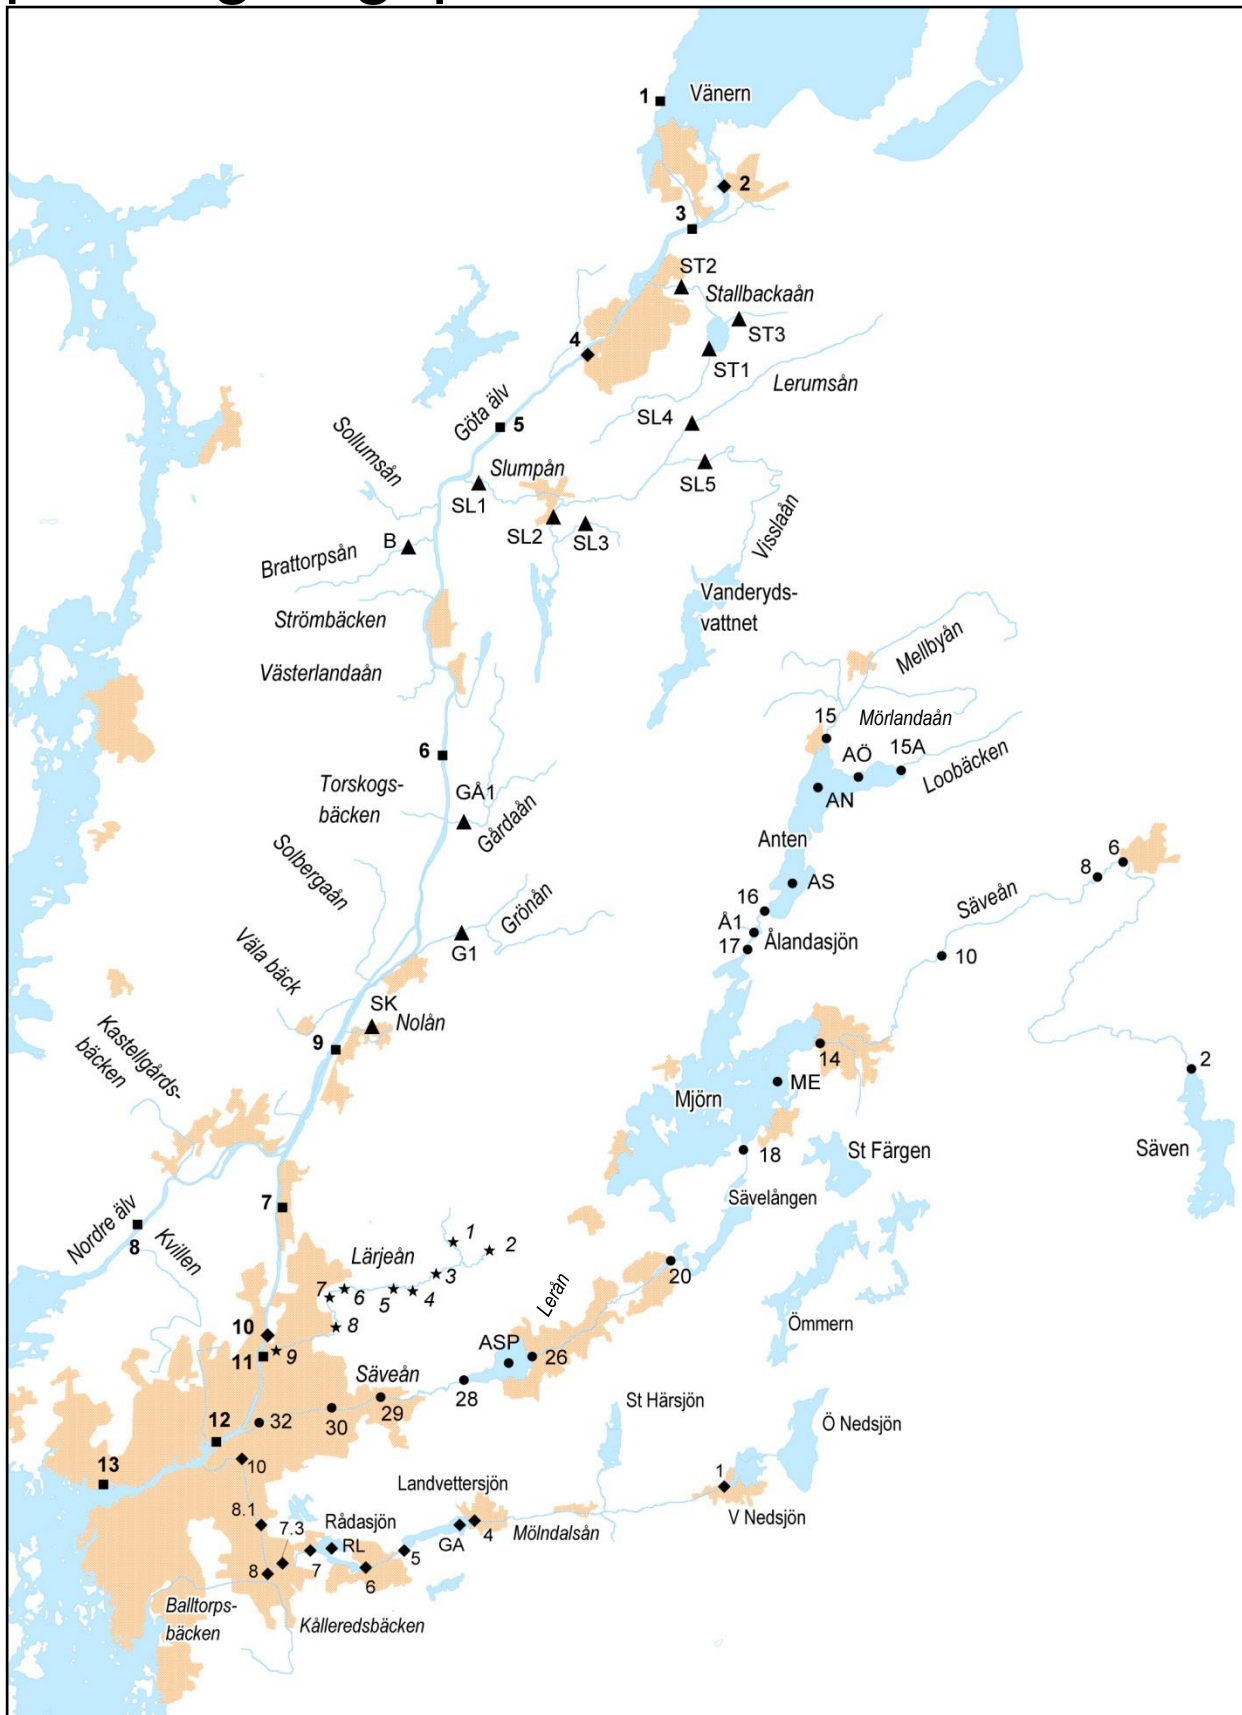 1
Vänern
2
3
ST2
Stallbackaån
ST3
4
ST1
Lerumsån
Göta älv
SL4
5
Sollumsån
Slumpån
SL5
SL1
Visslaån
SL2
SL3
B
Brattorpsån
Vanderyds-
vattnet
Strömbäcken
Mellbyån
Västerlandaån
15
Mörlandaån
6
AÖ
15A
Loobäcken
Torskogs-
bäcken
GÅ1
AN
Gårdaån
Anten
Solbergaån
6
8
AS
Säveån
16
Grönån
Å1
Ålandasjön
17
G1
Väla bäck
10
SK
Nolån
Kastellgårds-
bäcken
9
14
2
ME
Mjörn
18
St Färgen
Säven
Sävelången
7
Nordre älv
8
Kvillen
1
2
Lärjeån
3
20
7
6
5
4
Lerån
8
Ömmern
10
ASP
11
9
26
Säveån
28
29
St Härsjön
12
32
30
Ö Nedsjön
13
10
1
Landvettersjön
V Nedsjön
8.1
7.3
Rådasjön
RL
GA
4
Mölndalsån
5
7
8
6
Balltorps-
bäcken
Kålleredsbäcken